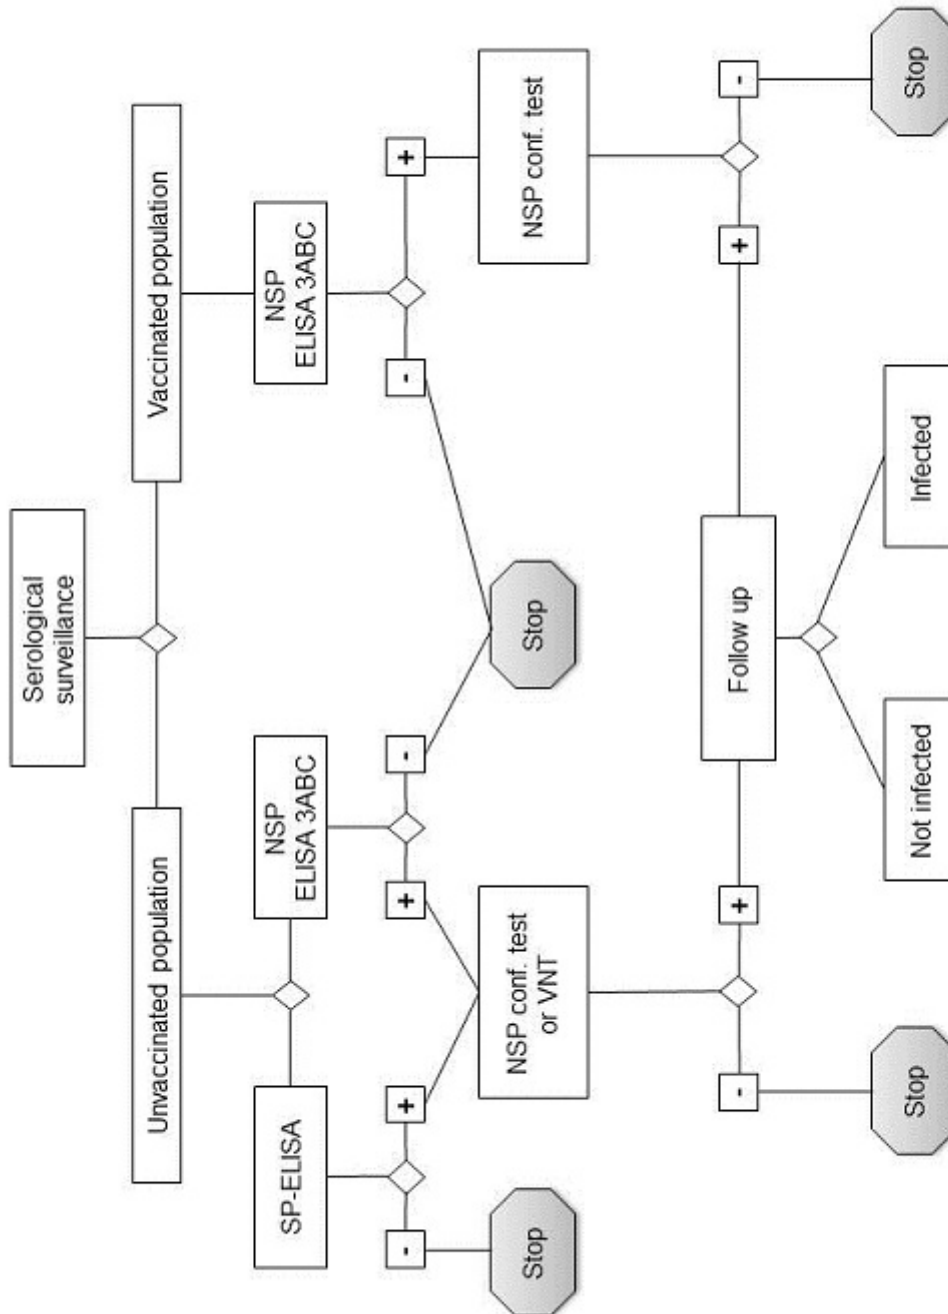 Serological
surveillance
Unvaccinated population
Vaccinated population
SP-ELISA
NSP
ELISA 3ABC
NSP
ELISA 3ABC
-
+
+
-
-
+
Stop
NSP conf. test
or VNT
Stop
NSP conf. test
-
+
Follow up
+
-
Stop
Not infected
Infected
Stop